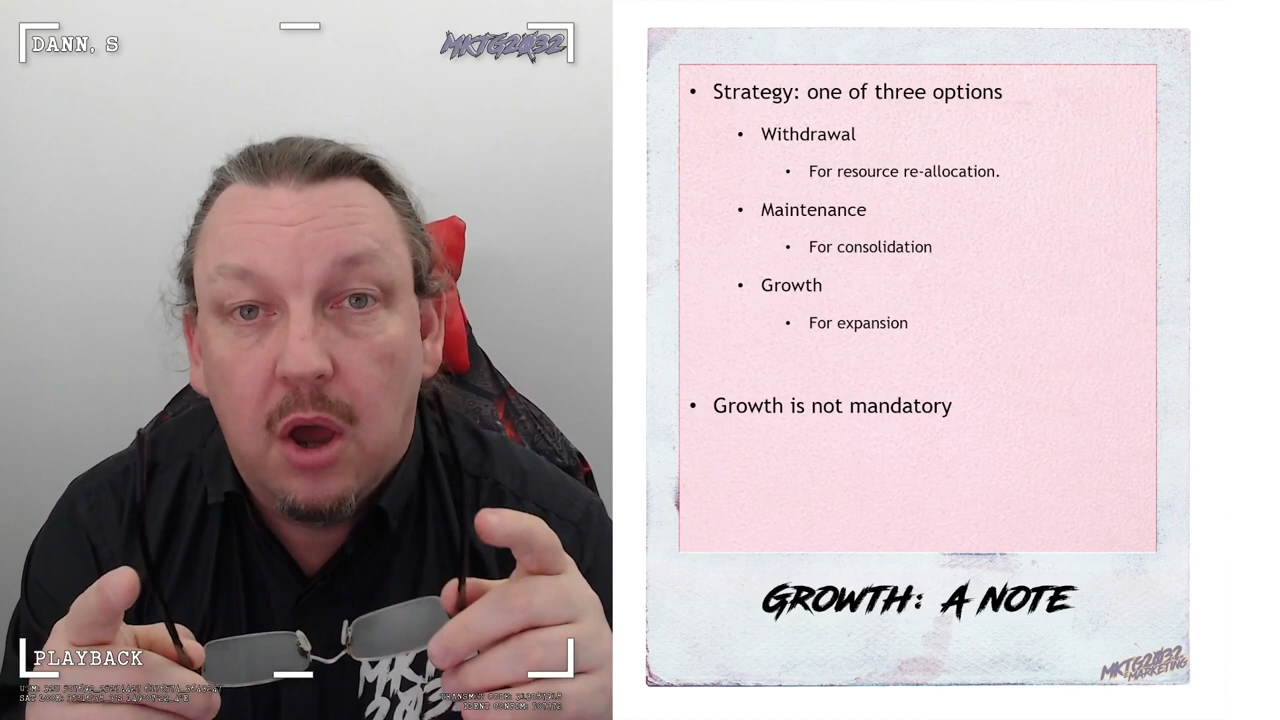 DANN, S
MKTG2032
Strategy: one of three options
Withdrawal
For resource re-allocation.
Maintenance
For consolidation
Growth
For expansion
Growth is not mandatory
GROWTH: A NOTE
PLAYBACK
MKTG2032
MARKETING